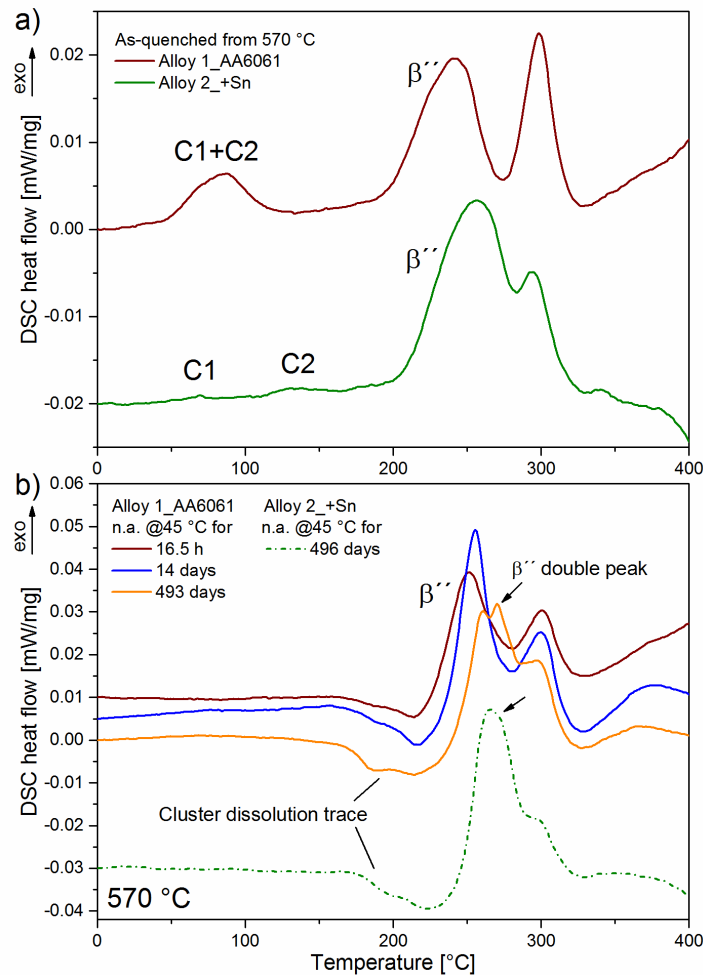 a)
As-quenched from 570 °C
Alloy 1_AA6061
Alloy 2_+Sn
exo
DSC heat flow [mW/mg]
0.02
0.01
0.00
-0.01
-0.02
C1+C2
β´´
β´´
C1
C2
0 100 200 300 400
b)
Alloy 1_AA6061 Alloy 2_+Sn
n.a. @45 °C for n.a. @45 °C for
16.5 h 496 days
14 days
493 days
exo
DSC heat flow [mW/mg]
0.06
0.05
0.04
0.03
0.02
0.01
0.00
-0.01
-0.02
-0.03
-0.04
β´´
β´´ double peak
Cluster dissolution trace
570 °C
0 100 200 300 400
Temperature [°C]